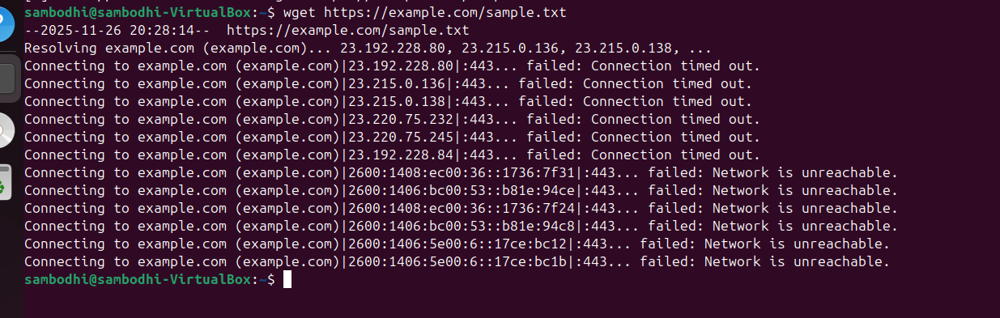 sambodhi@sambodhi-VirtualBox:~$ wget https://example.com/sample.txt
--2025-11-26 20:28:14--  https://example.com/sample.txt
Resolving example.com (example.com)... 23.192.228.80, 23.215.0.136, 23.215.0.138, ...
Connecting to example.com (example.com)|23.192.228.80|:443... failed: Connection timed out.
Connecting to example.com (example.com)|23.215.0.136|:443... failed: Connection timed out.
Connecting to example.com (example.com)|23.215.0.138|:443... failed: Connection timed out.
Connecting to example.com (example.com)|23.220.75.232|:443... failed: Connection timed out.
Connecting to example.com (example.com)|23.220.75.245|:443... failed: Connection timed out.
Connecting to example.com (example.com)|23.192.228.84|:443... failed: Connection timed out.
Connecting to example.com (example.com)|2600:1408:ec00:36::1736:7f31|:443... failed: Network is unreachable.
Connecting to example.com (example.com)|2600:1406:bc00:53::b81e:94ce|:443... failed: Network is unreachable.
Connecting to example.com (example.com)|2600:1408:ec00:36::1736:7f24|:443... failed: Network is unreachable.
Connecting to example.com (example.com)|2600:1406:bc00:53::b81e:94c8|:443... failed: Network is unreachable.
Connecting to example.com (example.com)|2600:1406:5e00:6::17ce:bc12|:443... failed: Network is unreachable.
Connecting to example.com (example.com)|2600:1406:5e00:6::17ce:bc1b|:443... failed: Network is unreachable.
sambodhi@sambodhi-VirtualBox:~$